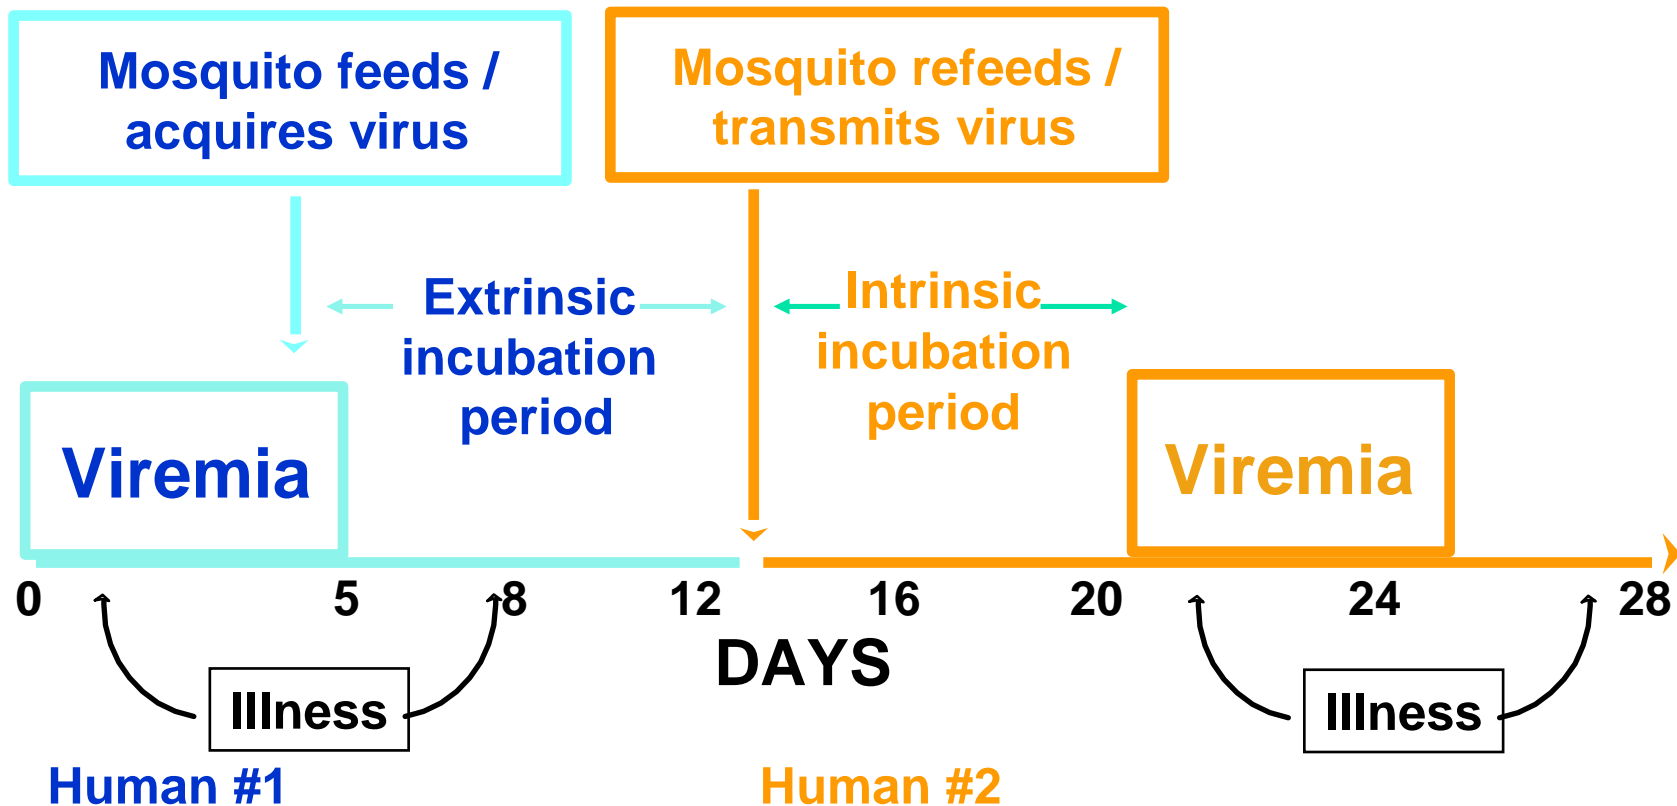 Mosquito feeds /
acquires virus
Mosquito refeeds /
transmits virus
Extrinsic
incubation
period
Intrinsic
incubation
period
Viremia
Viremia
0 5 8 12 16 20 24 28
DAYS
Illness
Illness
Human #1
Human #2